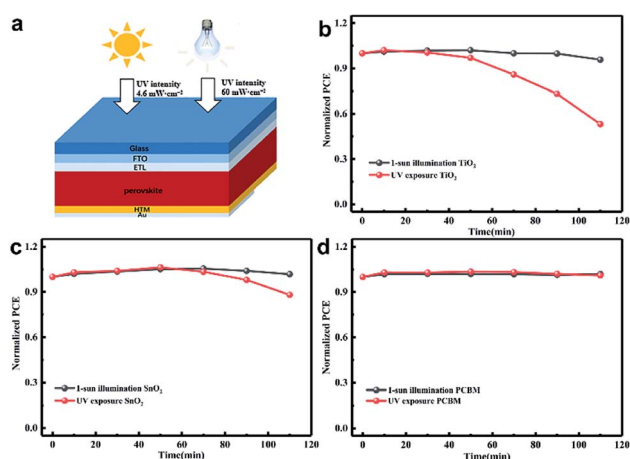 a
UV intensity
4.6 mW·cm⁻²
UV intensity
60 mW·cm⁻²
Glass
FTO
ETL
perovskite
HTM
Au
b
Normalized PCE
1.2
0.9
0.6
0.3
0.0
1-sun illumination TiO₂
UV exposure TiO₂
0 20 40 60 80 100 120
Time(min)
c
Normalized PCE
1.2
0.9
0.6
0.3
0.0
1-sun illumination SnO₂
UV exposure SnO₂
0 20 40 60 80 100 120
Time(min)
d
Normalized PCE
1.2
0.9
0.6
0.3
0.0
1-sun illumination PCBM
UV exposure PCBM
0 20 40 60 80 100 120
Time(min)